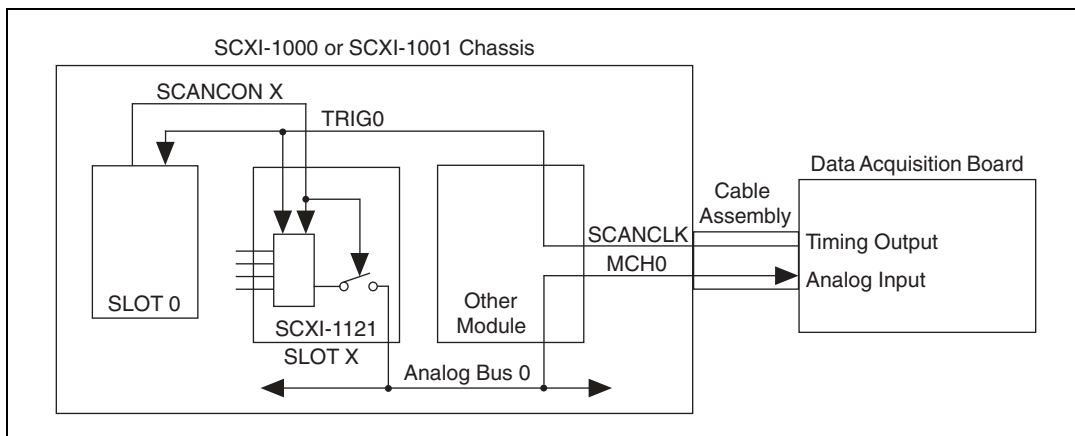 SCXI-1000 or SCXI-1001 Chassis
SCANCON X
TRIG0
Data Acquisition Board
Cable
Assembly
SCANCLK
Timing Output
MCH0
Analog Input
SLOT 0
Other
Module
SCXI-1121
SLOT X
Analog Bus 0